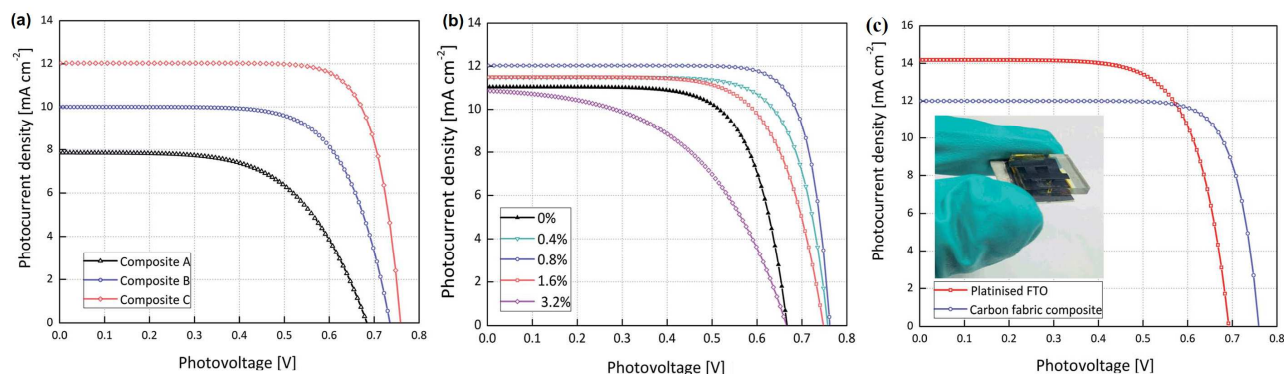 (a)
14
12
10
8
6
4
2
0
Photocurrent density [mA cm-2]
Composite A
Composite B
Composite C
0.0 0.1 0.2 0.3 0.4 0.5 0.6 0.7 0.8
Photovoltage [V]
(b)
14
12
10
8
6
4
2
0
Photocurrent density [mA cm-2]
0%
0.4%
0.8%
1.6%
3.2%
0.0 0.1 0.2 0.3 0.4 0.5 0.6 0.7 0.8
Photovoltage [V]
(c)
16
14
12
10
8
6
4
2
0
Photocurrent density [mA cm-2]
Platinised FTO
Carbon fabric composite
0.0 0.1 0.2 0.3 0.4 0.5 0.6 0.7 0.8
Photovoltage [V]